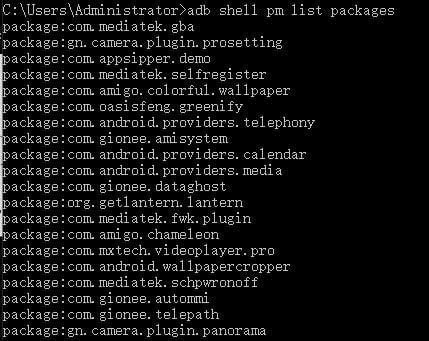 C:\Users\Administrator>adb shell pm list packages
package:com.mediatek.gba
package:gn.camera.plugin.prosetting
package:com.appsipper.demo
package:com.mediatek.selfregister
package:com.amigo.colorful.wallpaper
package:com.oasisfeng.greenify
package:com.android.providers.telephony
package:com.gionee.amisystem
package:com.android.providers.calendar
package:com.android.providers.media
package:com.gionee.dataghost
package:org.getlantern.lantern
package:com.mediatek.fwk.plugin
package:com.amigo.chameleon
package:com.mxtech.videoplayer.pro
package:com.android.wallpapercropper
package:com.mediatek.schpwronoff
package:com.gionee.autommi
package:com.gionee.telepath
package:gn.camera.plugin.panorama